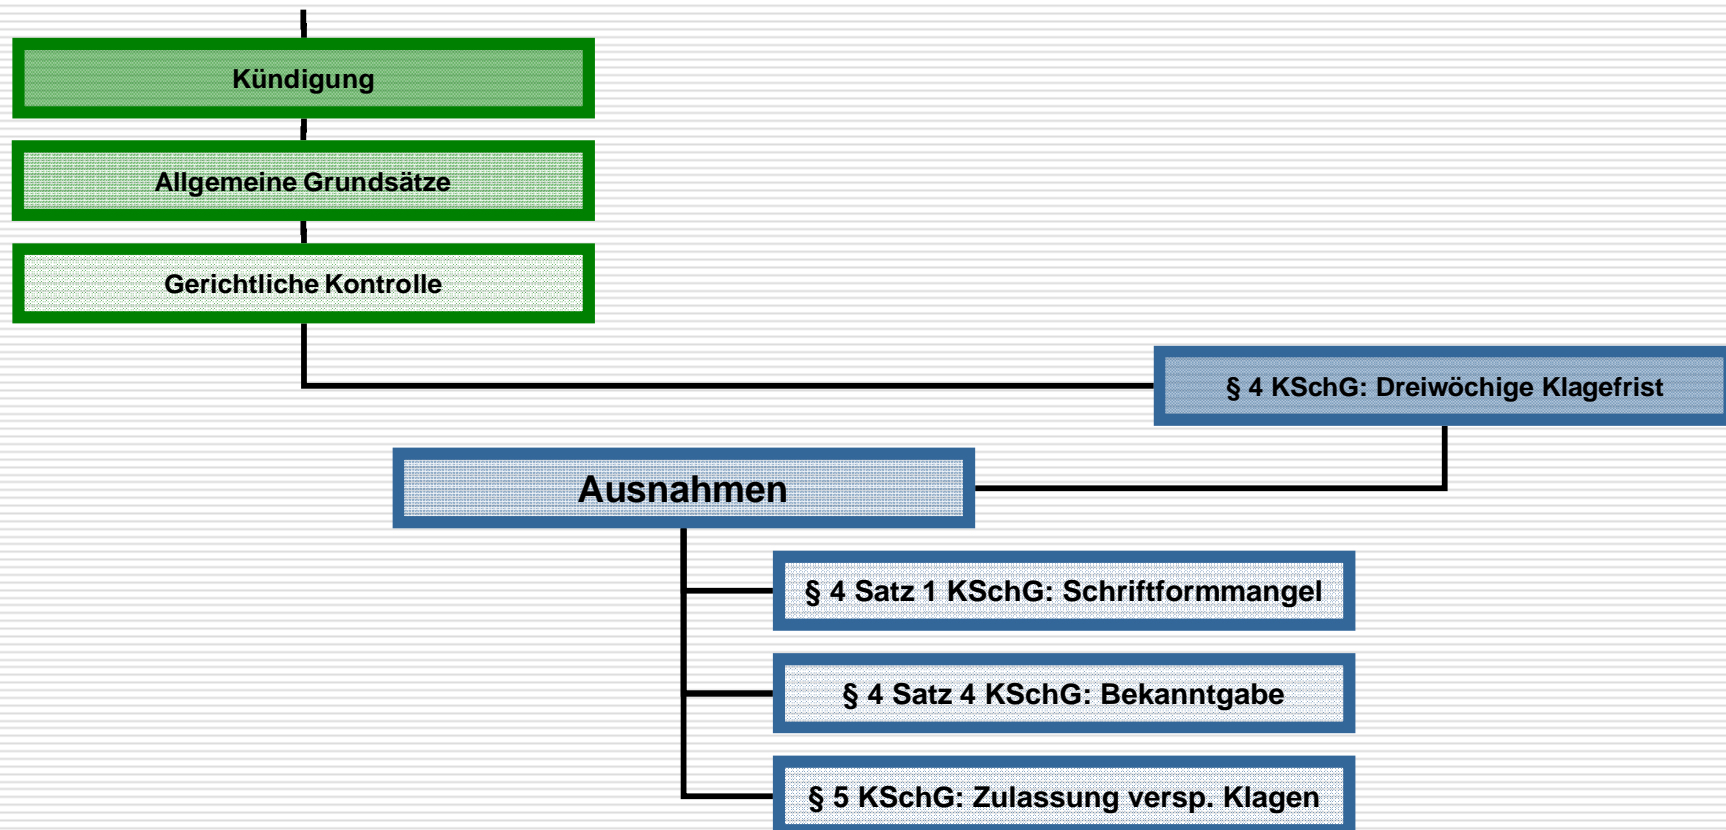 Kündigung
Allgemeine Grundsätze
Gerichtliche Kontrolle
§ 4 KSchG: Dreiwöchige Klagefrist
Ausnahmen
§ 4 Satz 1 KSchG: Schriftformmangel
§ 4 Satz 4 KSchG: Bekanntgabe
§ 5 KSchG: Zulassung versp. Klagen